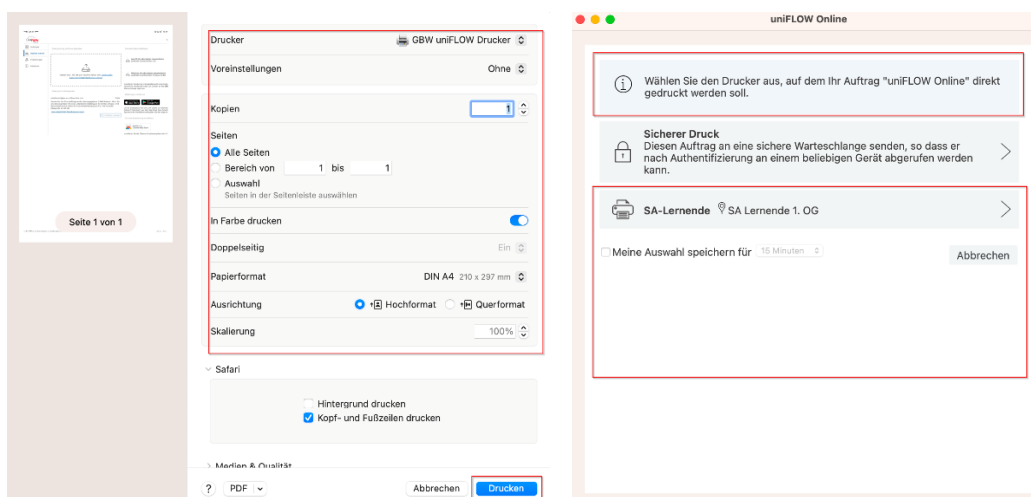 Seite 1 von 1
Drucker GBW uniFLOW Drucker
Voreinstellungen Ohne
Kopien 1
Seiten
Alle Seiten
Bereich von 1 bis 1
Auswahl
Seiten in der Seitenleiste auswählen
In Farbe drucken
Doppelseitig Ein
Papierformat DIN A4 210 x 297 mm
Ausrichtung Hochformat Querformat
Skalierung 100%
Safari
Hintergrund drucken
Kopf- und Fußzeilen drucken
Medien & Qualität
? PDF Abbrechen Drucken
uniFLOW Online
Wählen Sie den Drucker aus, auf dem Ihr Auftrag "uniFLOW Online" direkt
gedruckt werden soll.
Sicherer Druck
Diesen Auftrag an eine sichere Warteschlange senden, so dass er
nach Authentifizierung an einem beliebigen Gerät abgerufen werden
kann.
SA-Lernende SA Lernende 1. OG
Meine Auswahl speichern für 15 Minuten
Abbrechen